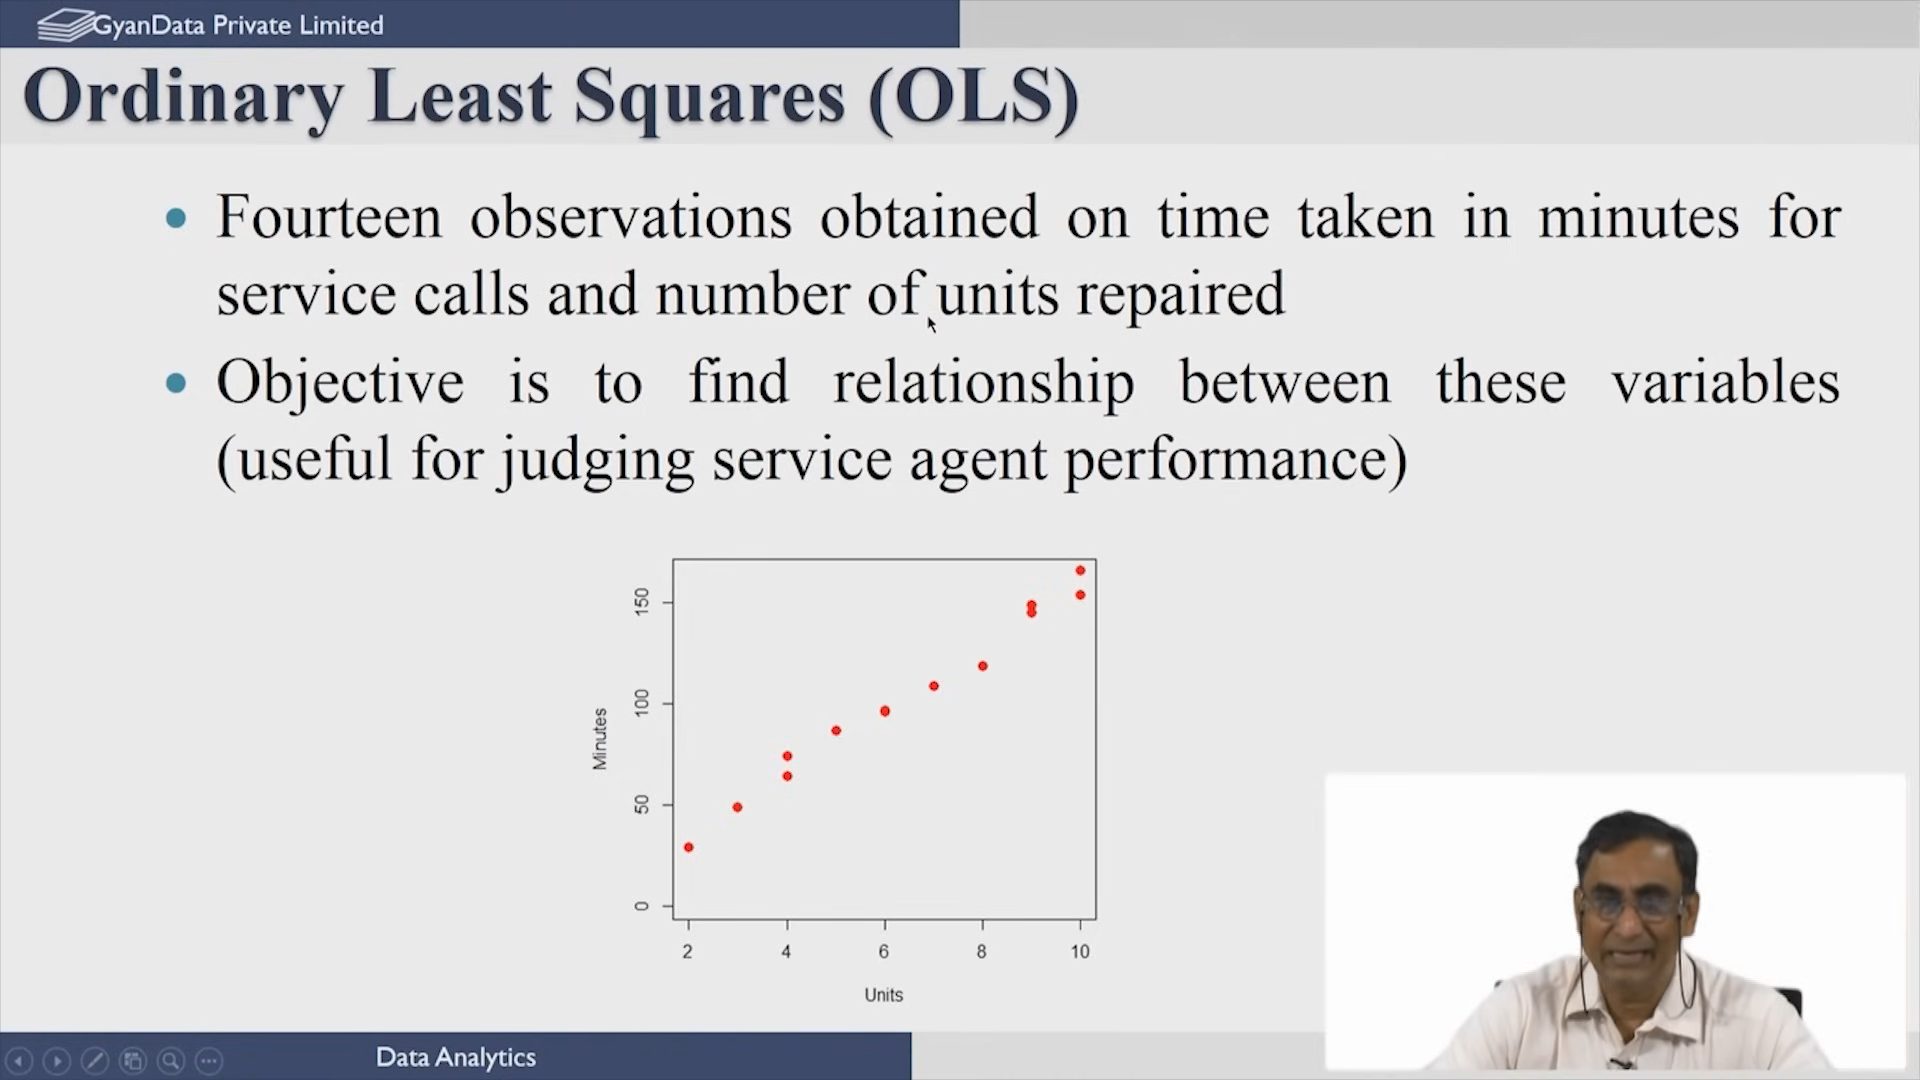 GyanData Private Limited
Ordinary Least Squares (OLS)
Fourteen observations obtained on time taken in minutes for
service calls and number of units repaired
Objective is to find relationship between these variables
(useful for judging service agent performance)
150
100
50
0
Minutes
2 4 6 8 10
Units
Data Analytics